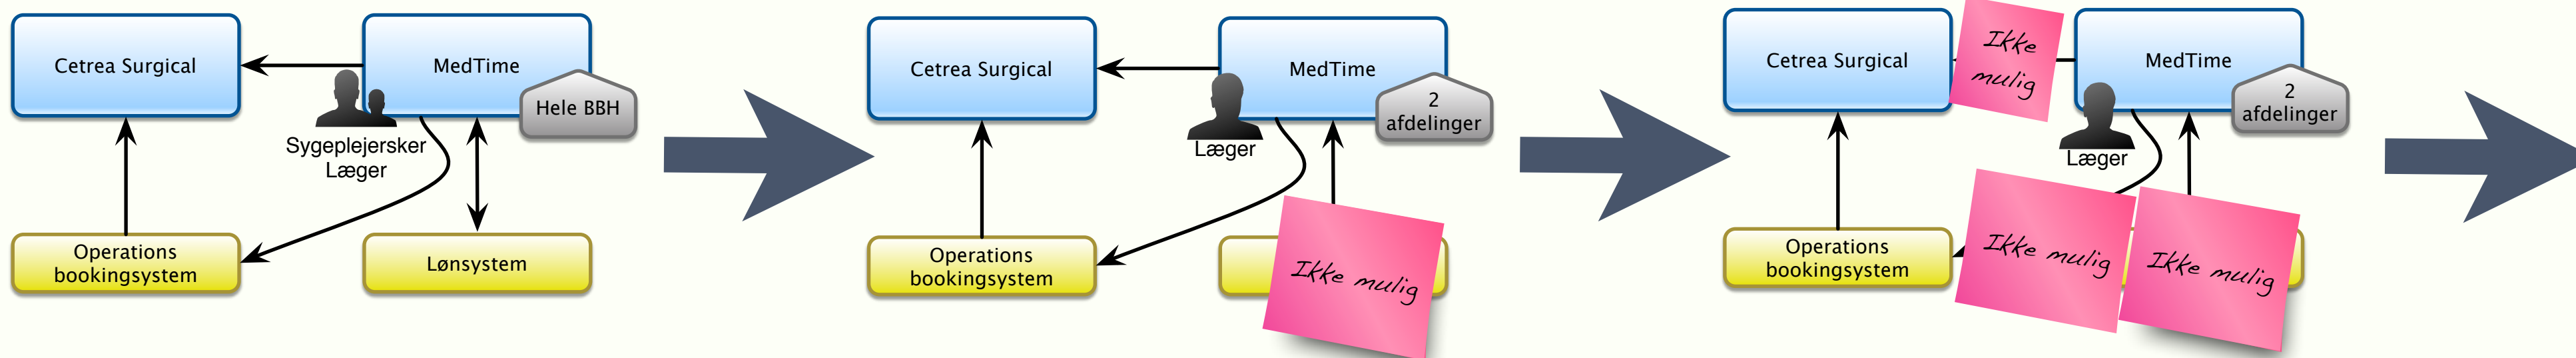 Cetrea Surgical
MedTime
Hele BBH
Sygeplejersker
Læger
Operations
bookingsystem
Lønsystem
Cetrea Surgical
MedTime
2
afdelinger
Læger
Operations
bookingsystem
Ikke mulig
Cetrea Surgical
Ikke
mulig
MedTime
2
afdelinger
Læger
Operations
bookingsystem
Ikke mulig
Ikke mulig